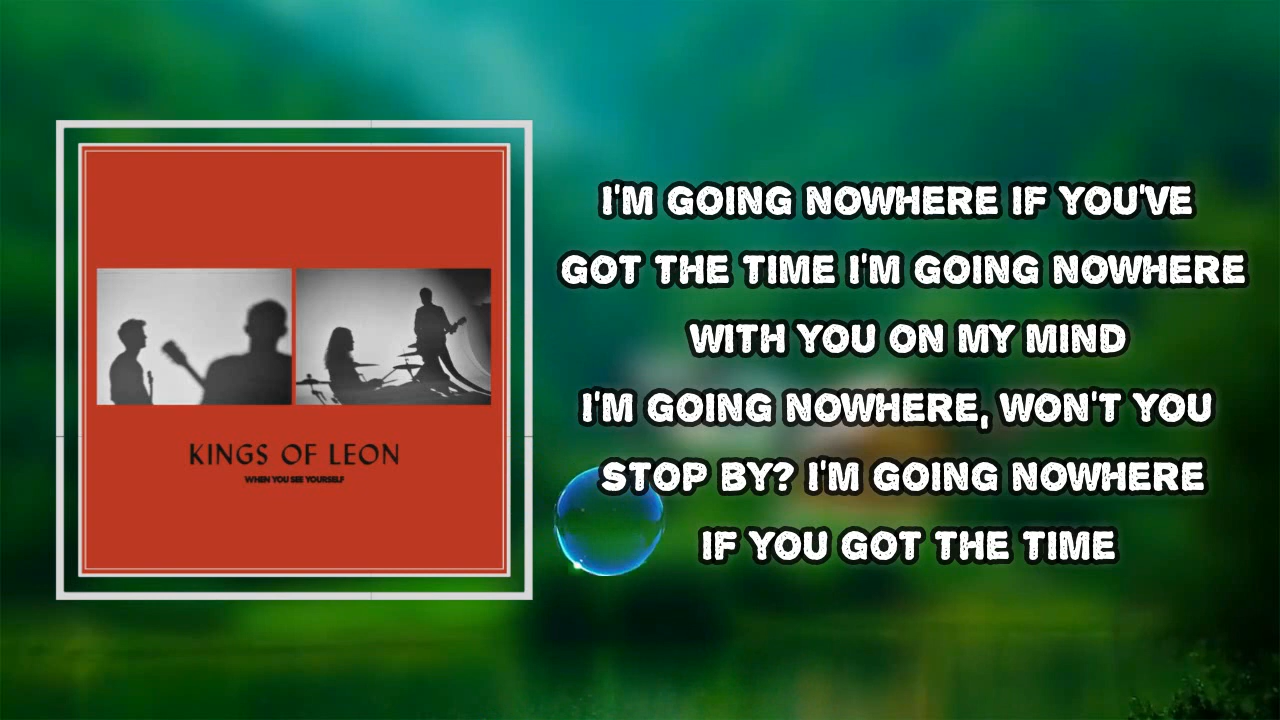 I'M GOING NOWHERE IF YOU'VE
GOT THE TIME I'M GOING NOWHERE
WITH YOU ON MY MIND
I'M GOING NOWHERE, WON'T YOU
STOP BY? I'M GOING NOWHERE
IF YOU GOT THE TIME
KINGS OF LEON
WHEN YOU SEE YOURSELF